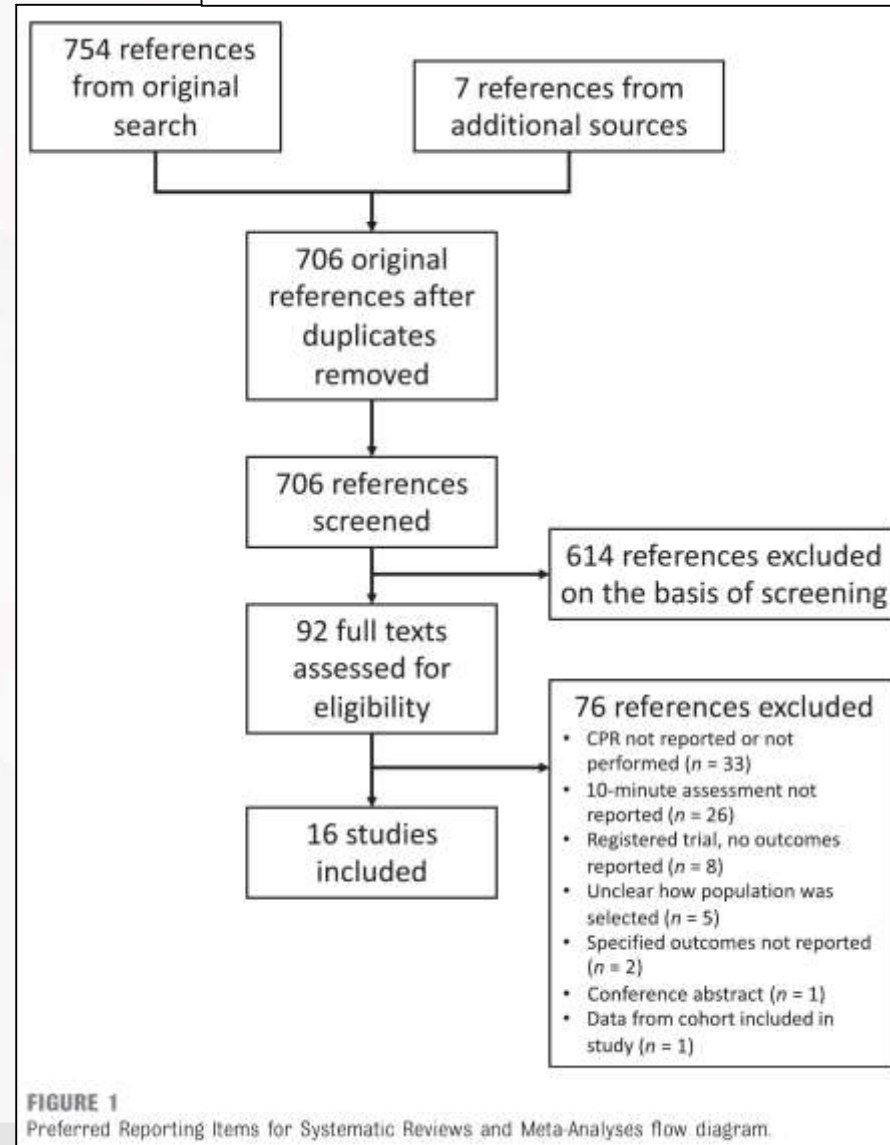 754 references
from original
search
7 references from
additional sources
706 original
references after
duplicates
removed
706 references
screened
614 references excluded
on the basis of screening
92 full texts
assessed for
eligibility
76 references excluded
• CPR not reported or not
performed (n = 33)
• 10-minute assessment not
reported (n = 26)
• Registered trial, no outcomes
reported (n = 8)
• Unclear how population was
selected (n = 5)
• Specified outcomes not reported
(n = 2)
• Conference abstract (n = 1)
• Data from cohort included in
study (n = 1)
16 studies
included
FIGURE 1
Preferred Reporting Items for Systematic Reviews and Meta-Analyses flow diagram.